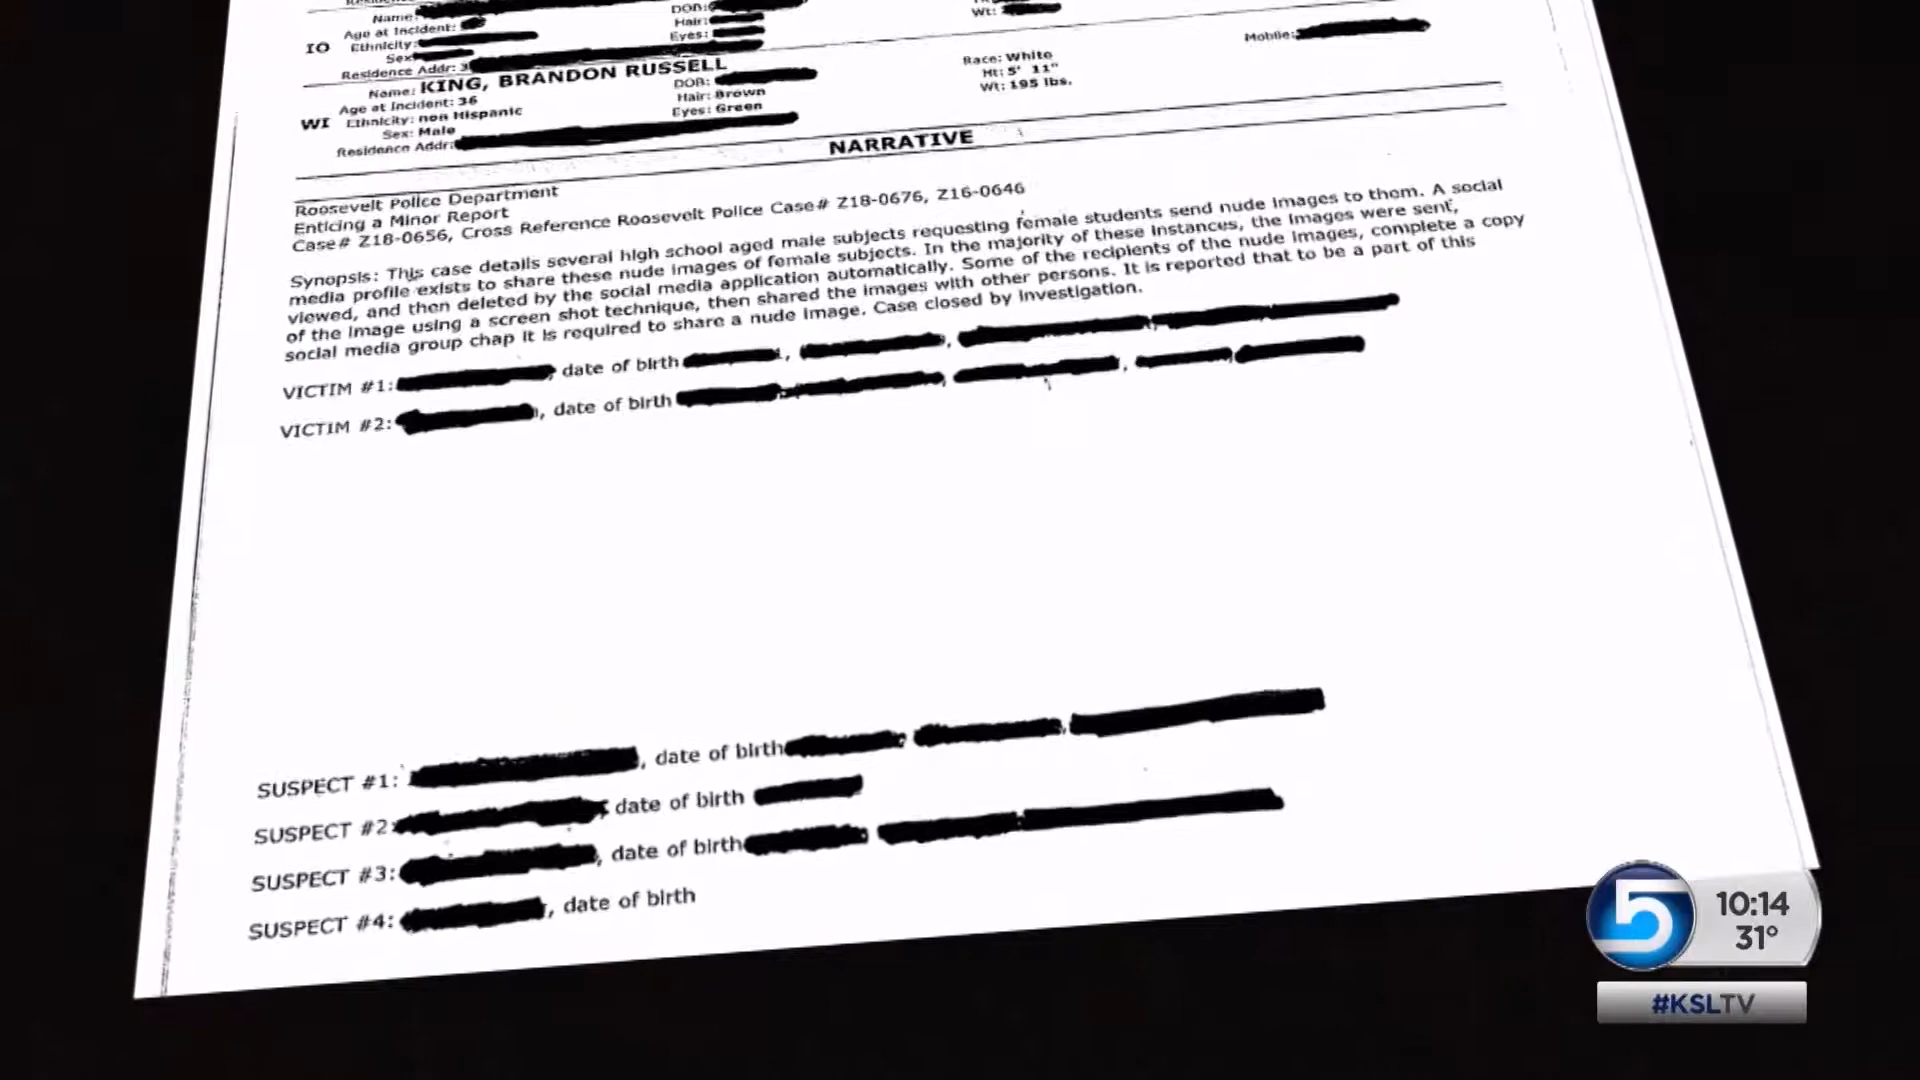 Name:
DOB:
Age at Incident:
Hair:
Wt:
IO Ethnicity:
Eyes:
Mobile:
Sex:
Residence Addr: 3
Name: KING, BRANDON RUSSELL
DOB:
Race: White
Age at Incident: 36
Hair: Brown
Ht: 5' 11"
WI Ethnicity: non Hispanic
Eyes: Green
Wt: 195 lbs.
Sex: Male
Residence Addr:
NARRATIVE
Roosevelt Police Department
Enticing a Minor Report
Case# Z18-0656, Cross Reference Roosevelt Police Case# Z18-0676, Z16-0646
Synopsis: This case details several high school aged male subjects requesting female students send nude images to them. A social
media profile exists to share these nude images of female subjects. In the majority of these instances, the images were sent,
viewed, and then deleted by the social media application automatically. Some of the recipients of the nude images, complete a copy
of the image using a screen shot technique, then shared the images with other persons. It is reported that to be a part of this
social media group chap it is required to share a nude image. Case closed by investigation.
VICTIM #1: , date of birth , ,
VICTIM #2: , date of birth , ,
SUSPECT #1: , date of birth , ,
SUSPECT #2: date of birth
SUSPECT #3: , date of birth
SUSPECT #4: , date of birth
5
10:14
31°
#KSLTV